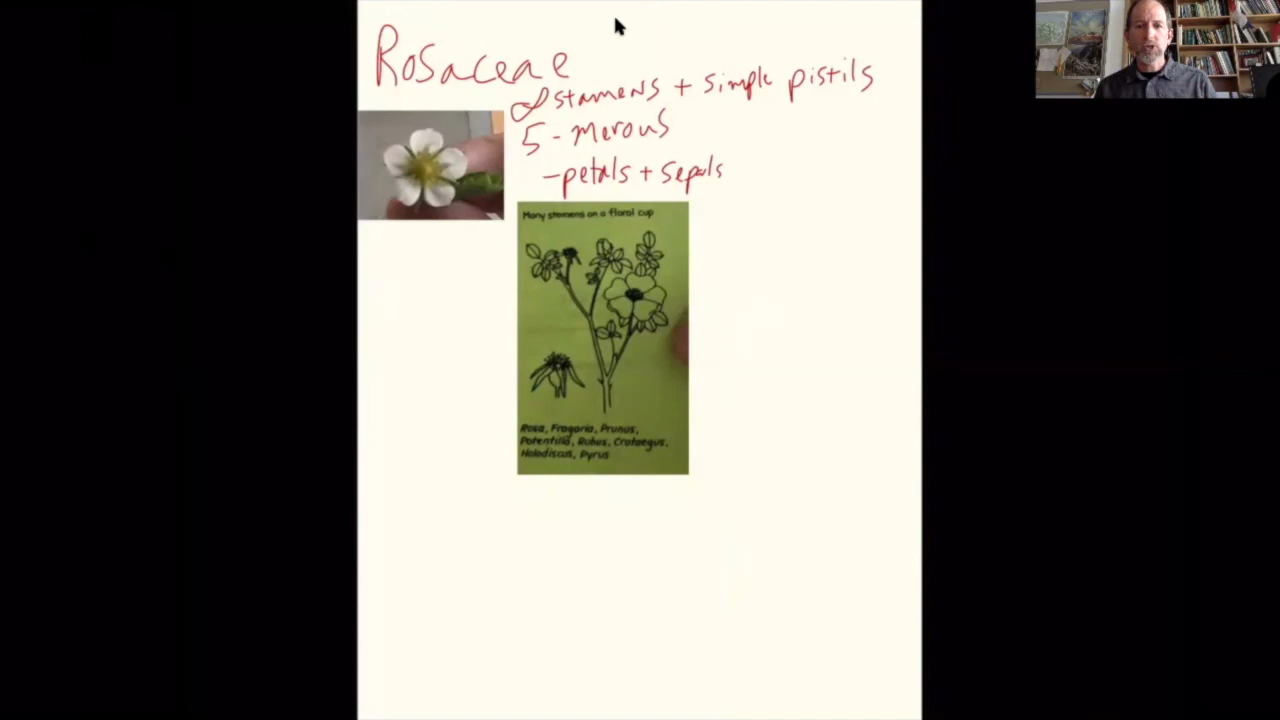 Rosaceae
∞ stamens + simple pistils
5-merous
- petals + sepals
Many stamens on a floral cup
Rosa, Fragaria, Prunus,
Potentilla, Rubus, Crataegus,
Holodiscus, Pyrus